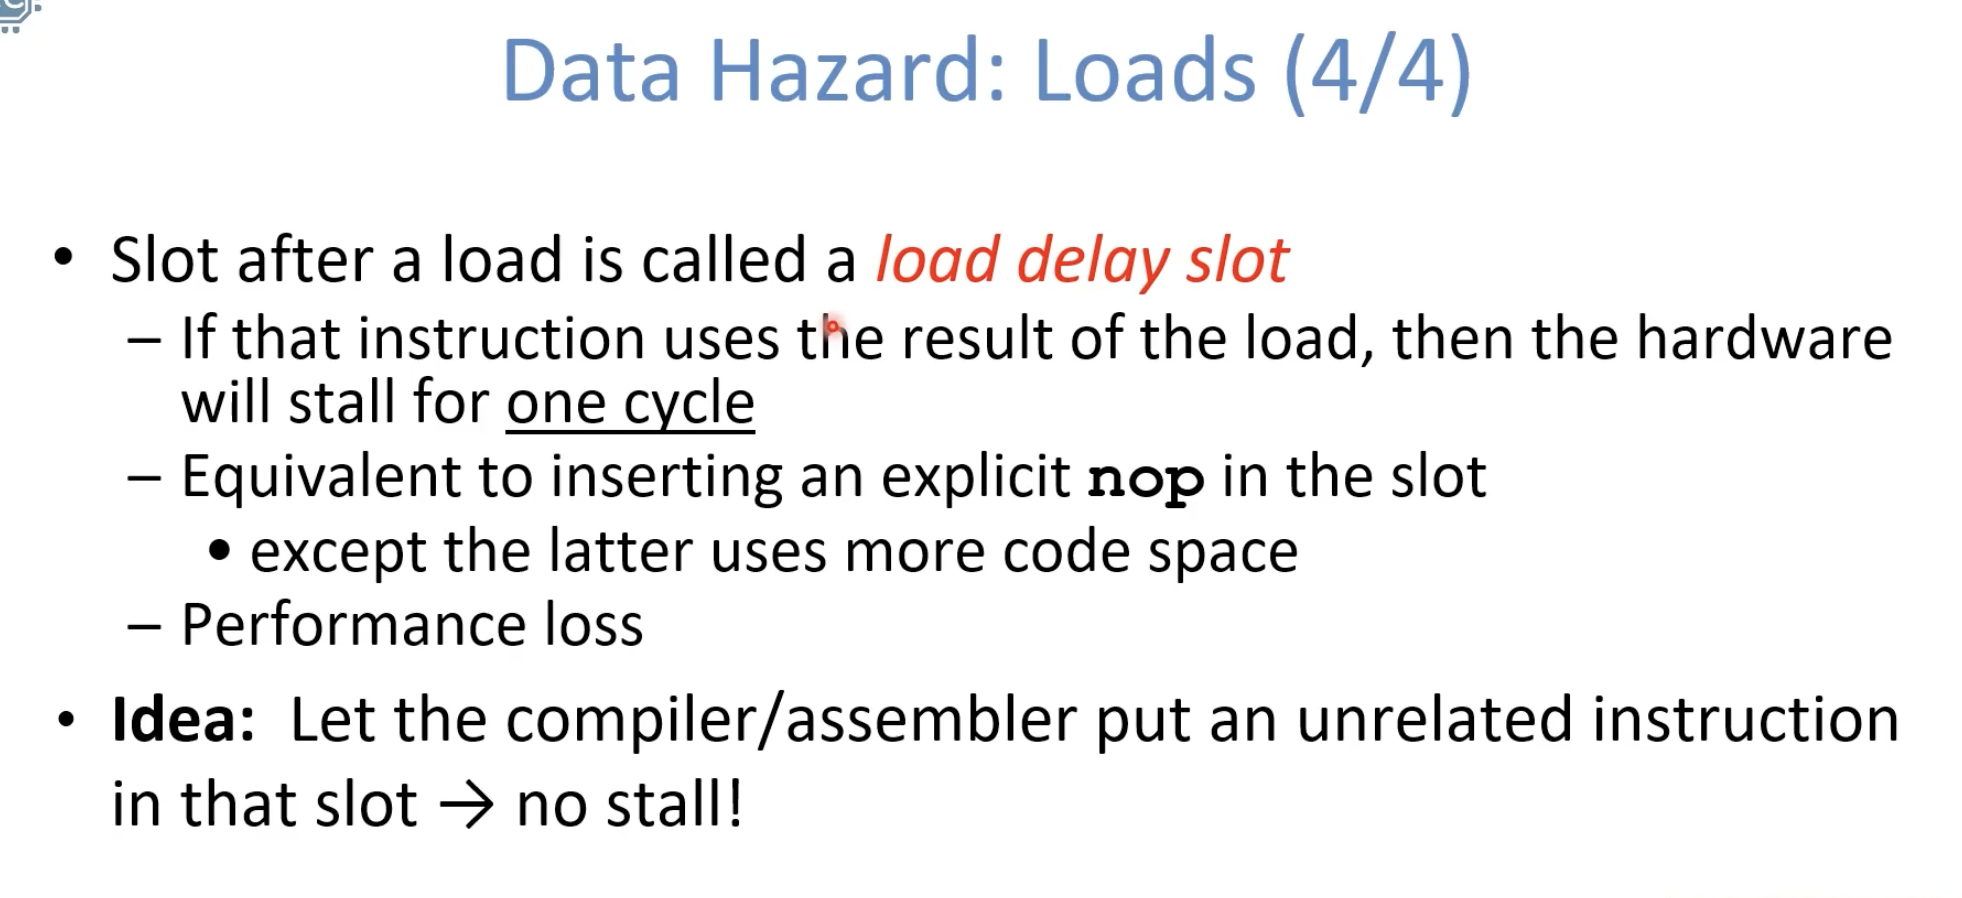 Data Hazard: Loads (4/4)
• Slot after a load is called a load delay slot
– If that instruction uses the result of the load, then the hardware
will stall for one cycle
– Equivalent to inserting an explicit nop in the slot
• except the latter uses more code space
– Performance loss
• Idea: Let the compiler/assembler put an unrelated instruction
in that slot → no stall!